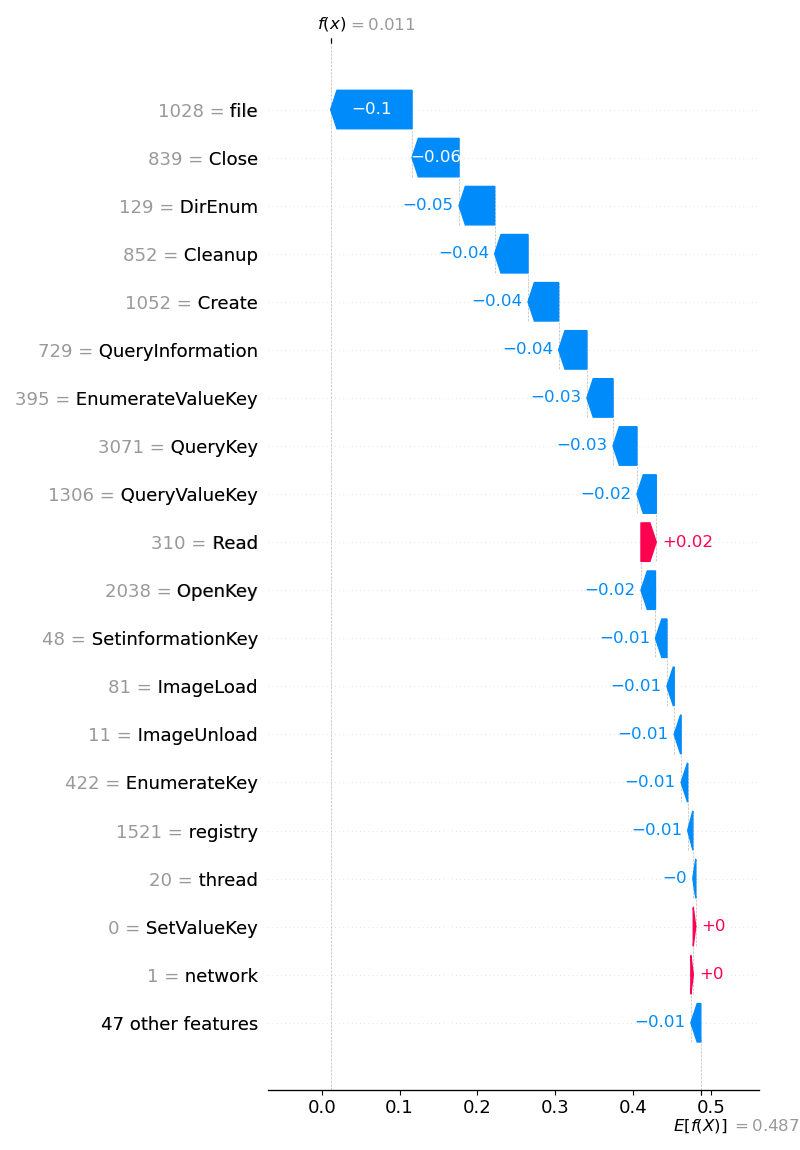 f(x) = 0.011
1028 = file
−0.1
839 = Close
−0.06
129 = DirEnum
−0.05
852 = Cleanup
−0.04
1052 = Create
−0.04
729 = QueryInformation
−0.04
395 = EnumerateValueKey
−0.03
3071 = QueryKey
−0.03
1306 = QueryValueKey
−0.02
310 = Read
+0.02
2038 = OpenKey
−0.02
48 = SetinformationKey
−0.01
81 = ImageLoad
−0.01
11 = ImageUnload
−0.01
422 = EnumerateKey
−0.01
1521 = registry
−0.01
20 = thread
−0
0 = SetValueKey
+0
1 = network
+0
47 other features
−0.01
0.0 0.1 0.2 0.3 0.4 0.5
E[f(X)] = 0.487